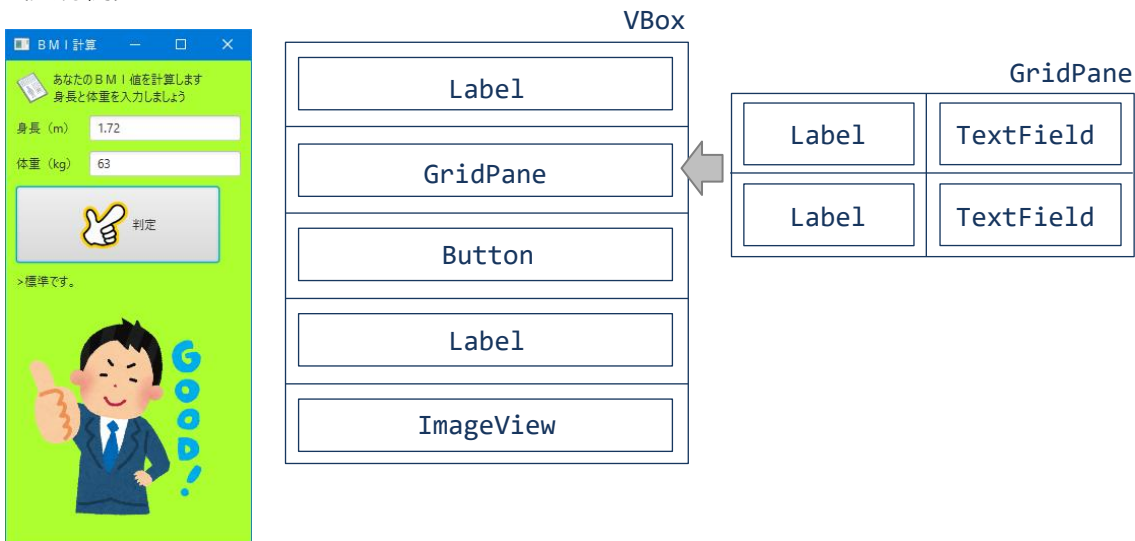 BMI計算
あなたのBMI値を計算します
身長と体重を入力しましょう
身長（m）
1.72
体重（kg）
63
判定
>標準です。
GOOD!
VBox
Label
GridPane
Button
Label
ImageView
GridPane
Label
TextField
Label
TextField